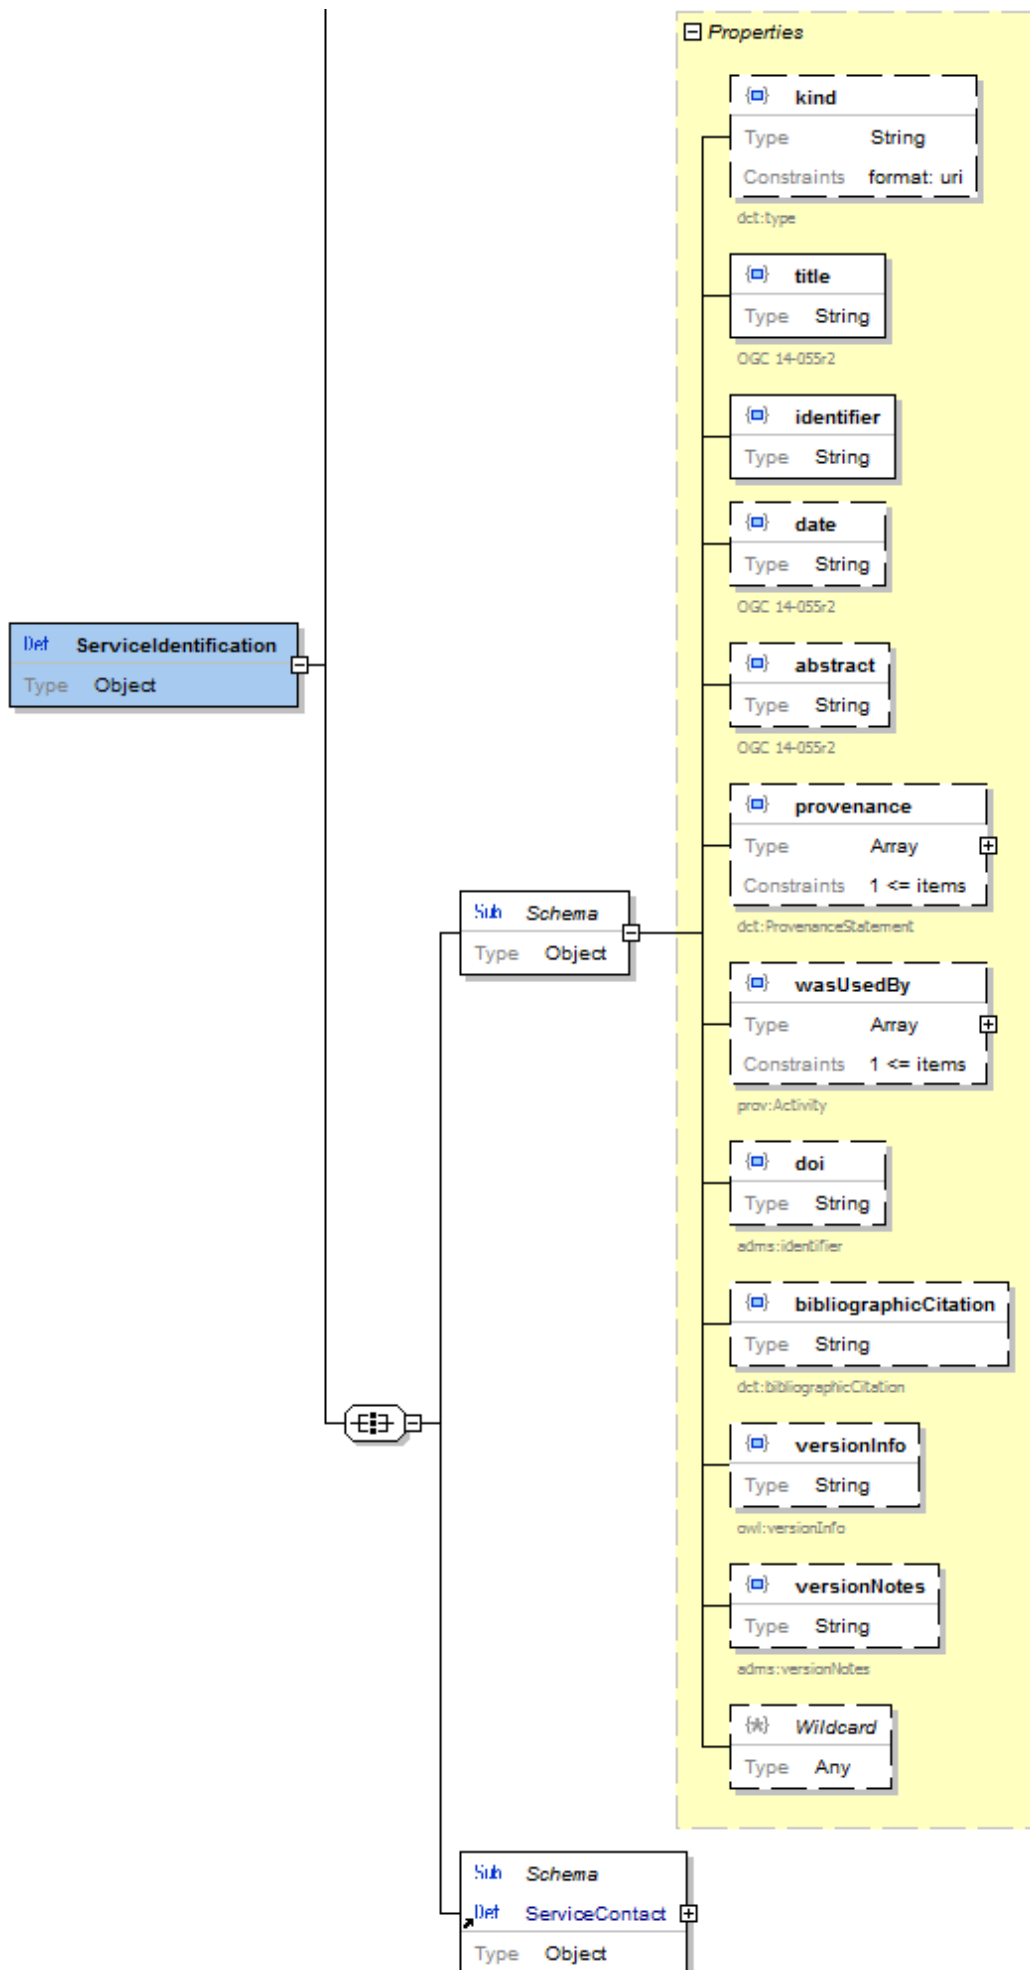 Properties
kind
Type String
Constraints format: uri
dct:type
title
Type String
OGC 14-055r2
identifier
Type String
date
Type String
OGC 14-055r2
Def ServiceIdentification
Type Object
abstract
Type String
OGC 14-055r2
provenance
Type Array
Constraints 1 <= items
dct:ProvenanceStatement
Sub Schema
Type Object
wasUsedBy
Type Array
Constraints 1 <= items
prov:Activity
doi
Type String
adms:identifier
bibliographicCitation
Type String
dct:bibliographicCitation
versionInfo
Type String
owl:versionInfo
versionNotes
Type String
adms:versionNotes
{*} Wildcard
Type Any
Sub Schema
Def ServiceContact
Type Object